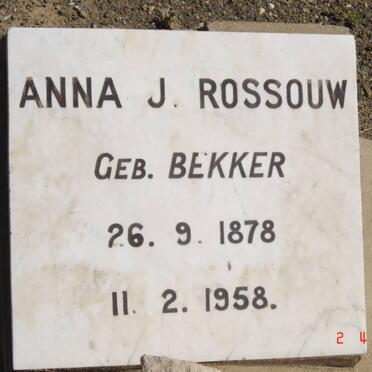 ANNA J. ROSSOUW
GEB. BEKKER
26. 9. 1878
11. 2. 1958.
2 4